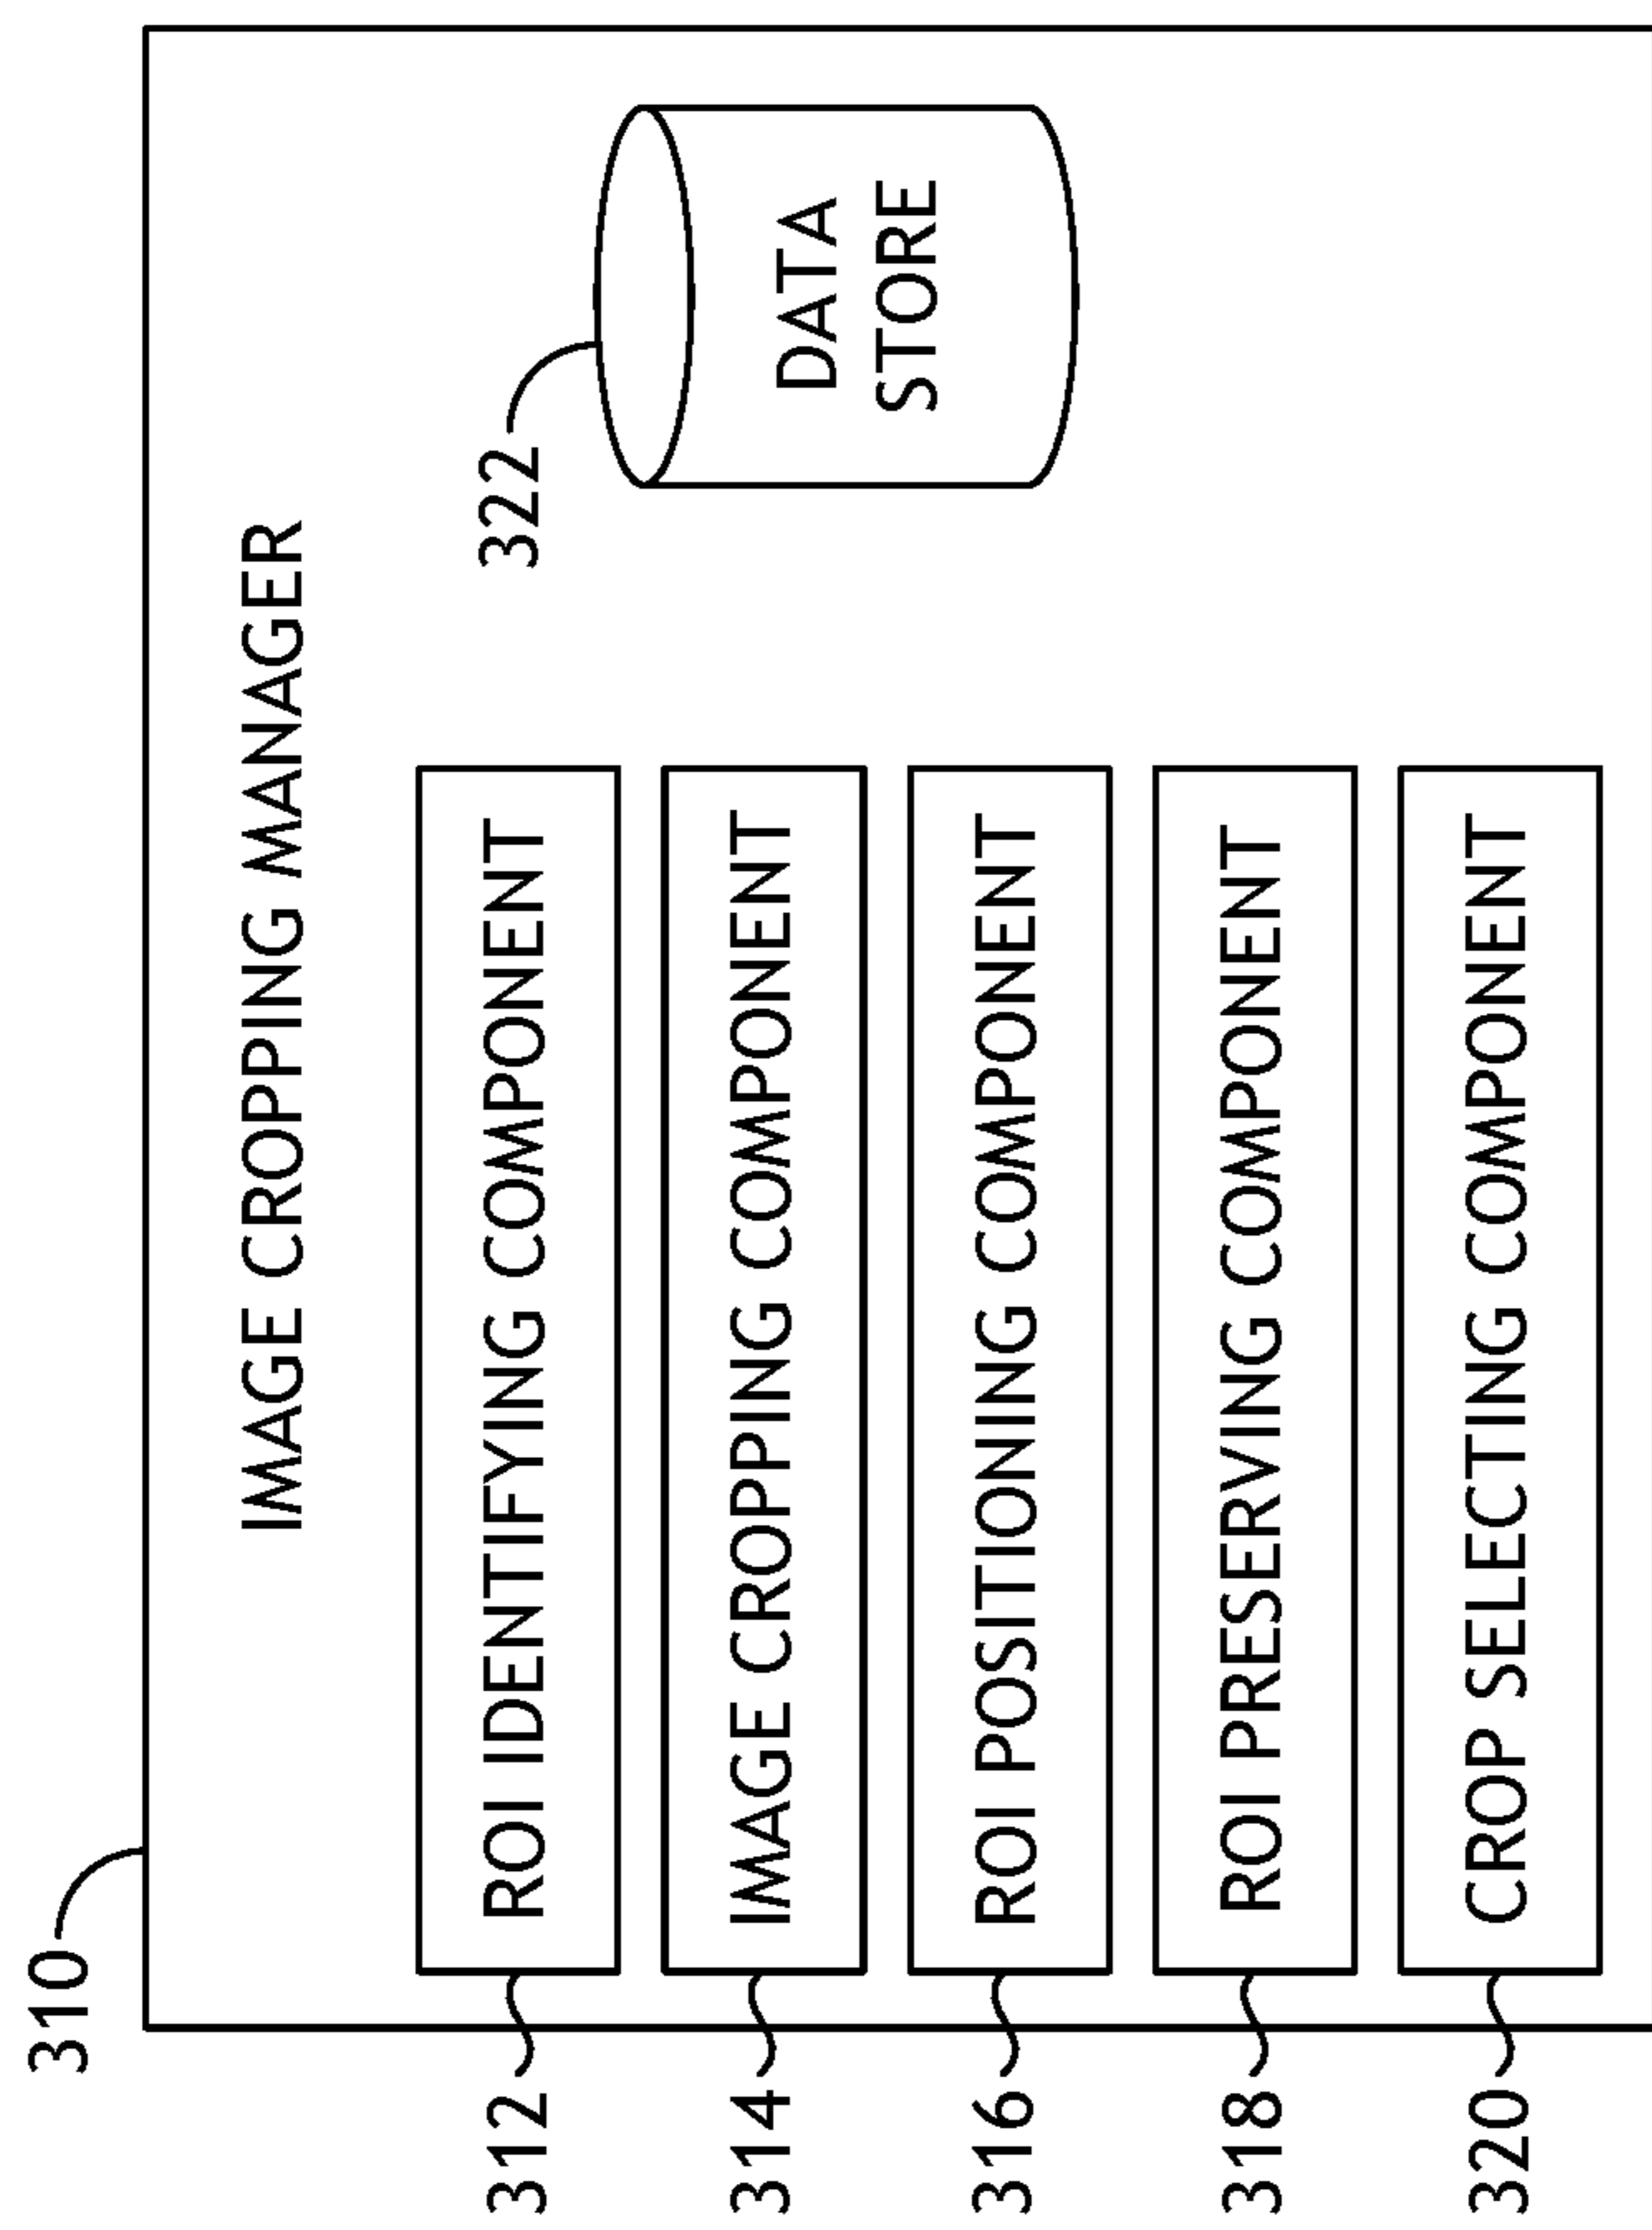 310
IMAGE CROPPING MANAGER
312
ROI IDENTIFYING COMPONENT
314
IMAGE CROPPING COMPONENT
316
ROI POSITIONING COMPONENT
318
ROI PRESERVING COMPONENT
320
CROP SELECTING COMPONENT
322
DATA
STORE